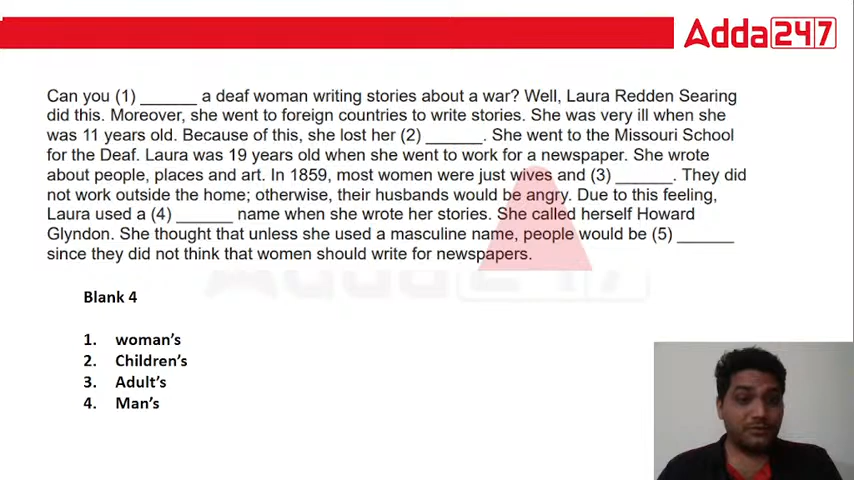 Adda247
Can you (1) ______ a deaf woman writing stories about a war? Well, Laura Redden Searing
did this. Moreover, she went to foreign countries to write stories. She was very ill when she
was 11 years old. Because of this, she lost her (2) ______. She went to the Missouri School
for the Deaf. Laura was 19 years old when she went to work for a newspaper. She wrote
about people, places and art. In 1859, most women were just wives and (3) ______. They did
not work outside the home; otherwise, their husbands would be angry. Due to this feeling,
Laura used a (4) ______ name when she wrote her stories. She called herself Howard
Glyndon. She thought that unless she used a masculine name, people would be (5) ______
since they did not think that women should write for newspapers.
Adda247
Blank 4
1. woman's
2. Children's
3. Adult's
4. Man's